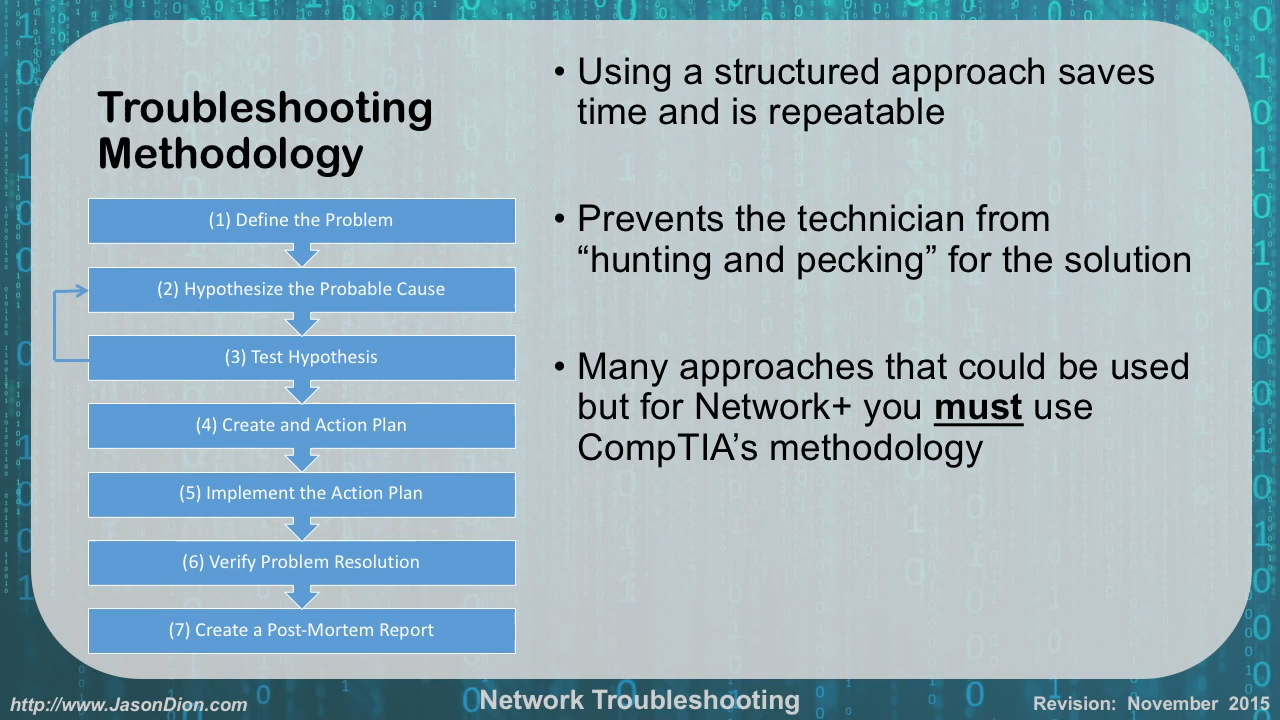 Troubleshooting
Methodology
(1) Define the Problem
(2) Hypothesize the Probable Cause
(3) Test Hypothesis
(4) Create and Action Plan
(5) Implement the Action Plan
(6) Verify Problem Resolution
(7) Create a Post-Mortem Report
• Using a structured approach saves
time and is repeatable
• Prevents the technician from
“hunting and pecking” for the solution
• Many approaches that could be used
but for Network+ you must use
CompTIA’s methodology
http://www.JasonDion.com
Network Troubleshooting
Revision: November 2015